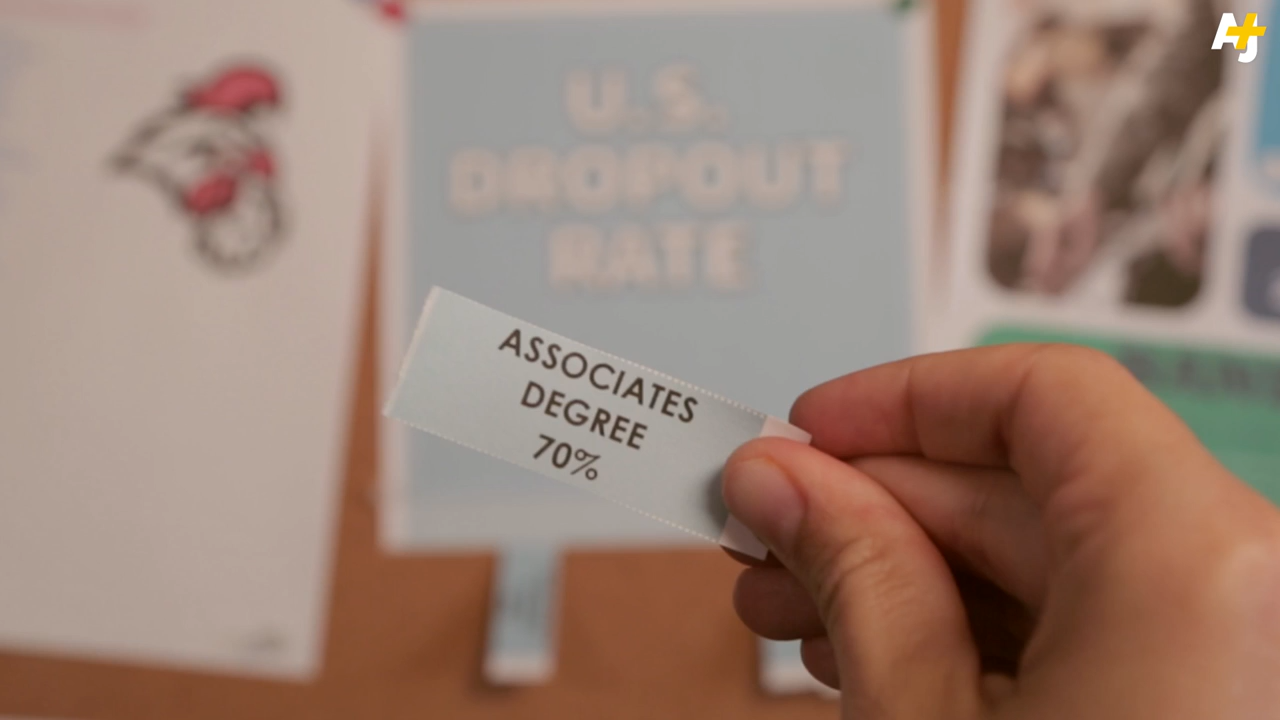 AJ+
U.S.
DROPOUT
RATE
ASSOCIATES
DEGREE
70%